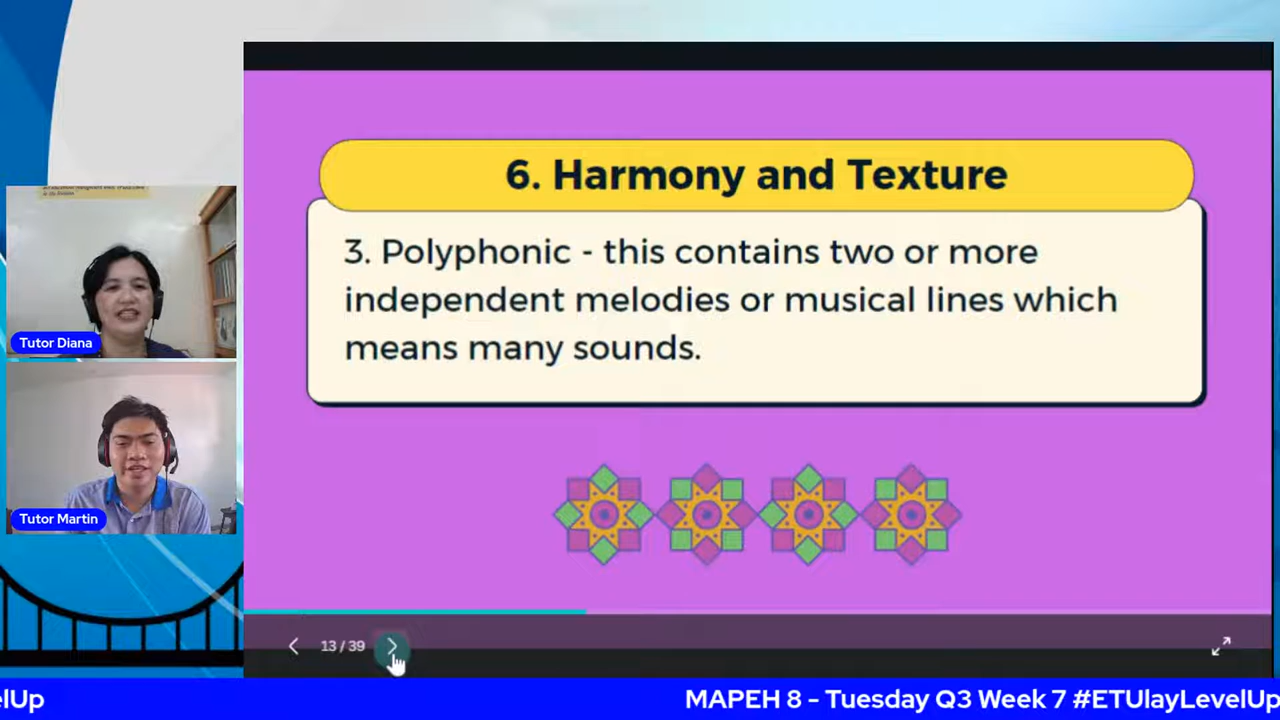 6. Harmony and Texture
3. Polyphonic - this contains two or more
independent melodies or musical lines which
means many sounds.
Tutor Diana
Tutor Martin
13 / 39
elUp
MAPEH 8 - Tuesday Q3 Week 7 #ETUlayLevelUp